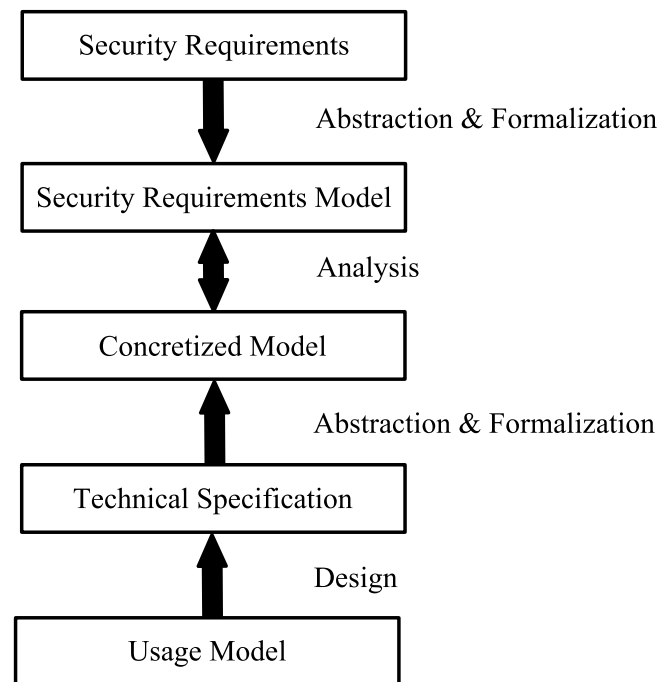 Security Requirements
Abstraction & Formalization
Security Requirements Model
Analysis
Concretized Model
Abstraction & Formalization
Technical Specification
Design
Usage Model